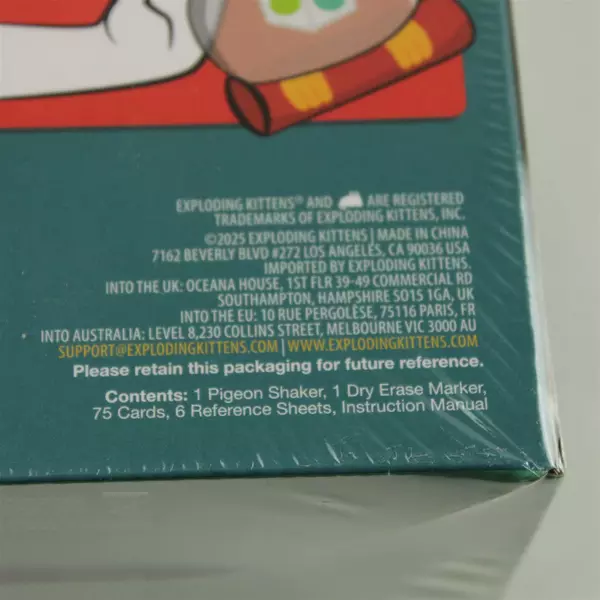 EXPLODING KITTENS® AND ARE REGISTERED
TRADEMARKS OF EXPLODING KITTENS, INC.
©2025 EXPLODING KITTENS | MADE IN CHINA
7162 BEVERLY BLVD #272 LOS ANGELES, CA 90036 USA
IMPORTED BY EXPLODING KITTENS.
INTO THE UK: OCEANA HOUSE, 1ST FLR 39-49 COMMERCIAL RD
SOUTHAMPTON, HAMPSHIRE SO15 1GA, UK
INTO THE EU: 10 RUE PERGOLÈSE, 75116 PARIS, FR
INTO AUSTRALIA: LEVEL 8,230 COLLINS STREET, MELBOURNE VIC 3000 AU
SUPPORT@EXPLODINGKITTENS.COM | WWW.EXPLODINGKITTENS.COM
Please retain this packaging for future reference.
Contents: 1 Pigeon Shaker, 1 Dry Erase Marker,
75 Cards, 6 Reference Sheets, Instruction Manual